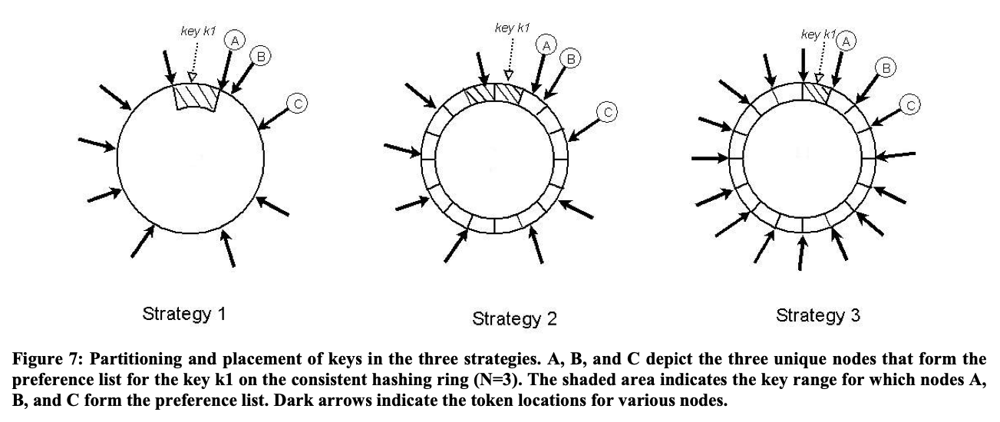 key k1
A
B
C
key k1
A
B
C
key k1
A
B
C
Strategy 1
Strategy 2
Strategy 3
Figure 7: Partitioning and placement of keys in the three strategies. A, B, and C depict the three unique nodes that form the
preference list for the key k1 on the consistent hashing ring (N=3). The shaded area indicates the key range for which nodes A,
B, and C form the preference list. Dark arrows indicate the token locations for various nodes.